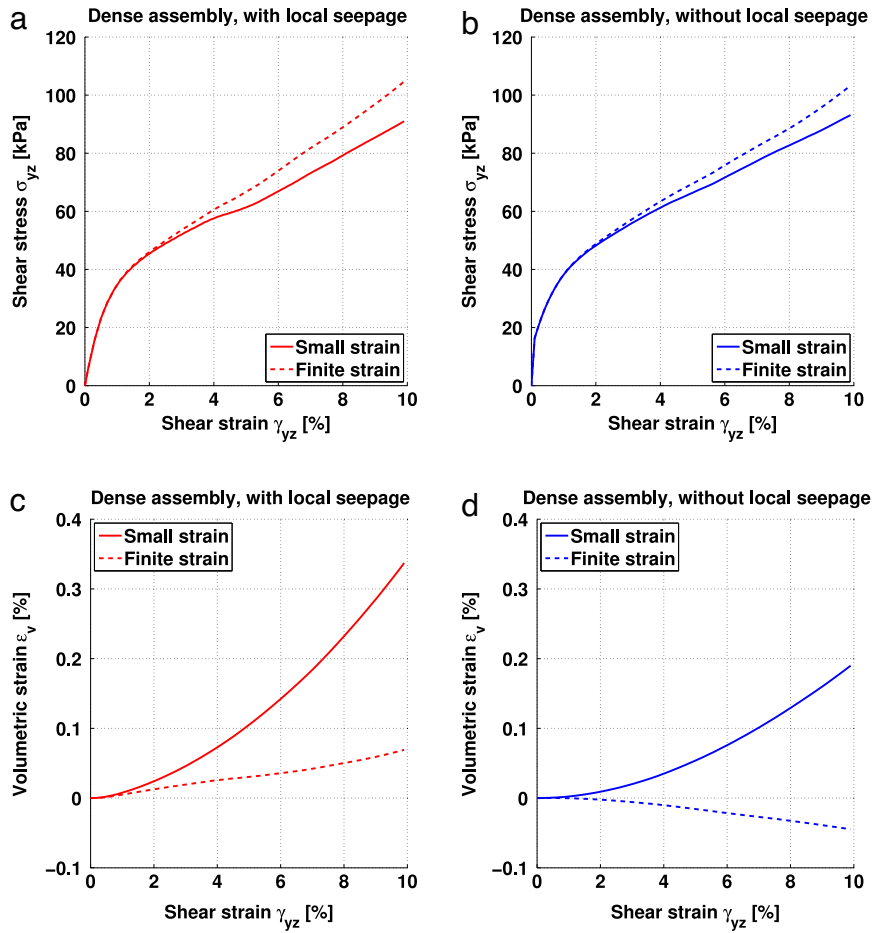 a
Dense assembly, with local seepage
120
100
80
60
40
20
0
0 2 4 6 8 10
Shear stress σyz [kPa]
Shear strain γyz [%]
Small strain
Finite strain
b
Dense assembly, without local seepage
120
100
80
60
40
20
0
0 2 4 6 8 10
Shear stress σyz [kPa]
Shear strain γyz [%]
Small strain
Finite strain
c
Dense assembly, with local seepage
0.4
0.3
0.2
0.1
0
−0.1
0 2 4 6 8 10
Volumetric strain εv [%]
Shear strain γyz [%]
Small strain
Finite strain
d
Dense assembly, without local seepage
0.4
0.3
0.2
0.1
0
−0.1
0 2 4 6 8 10
Volumetric strain εv [%]
Shear strain γyz [%]
Small strain
Finite strain